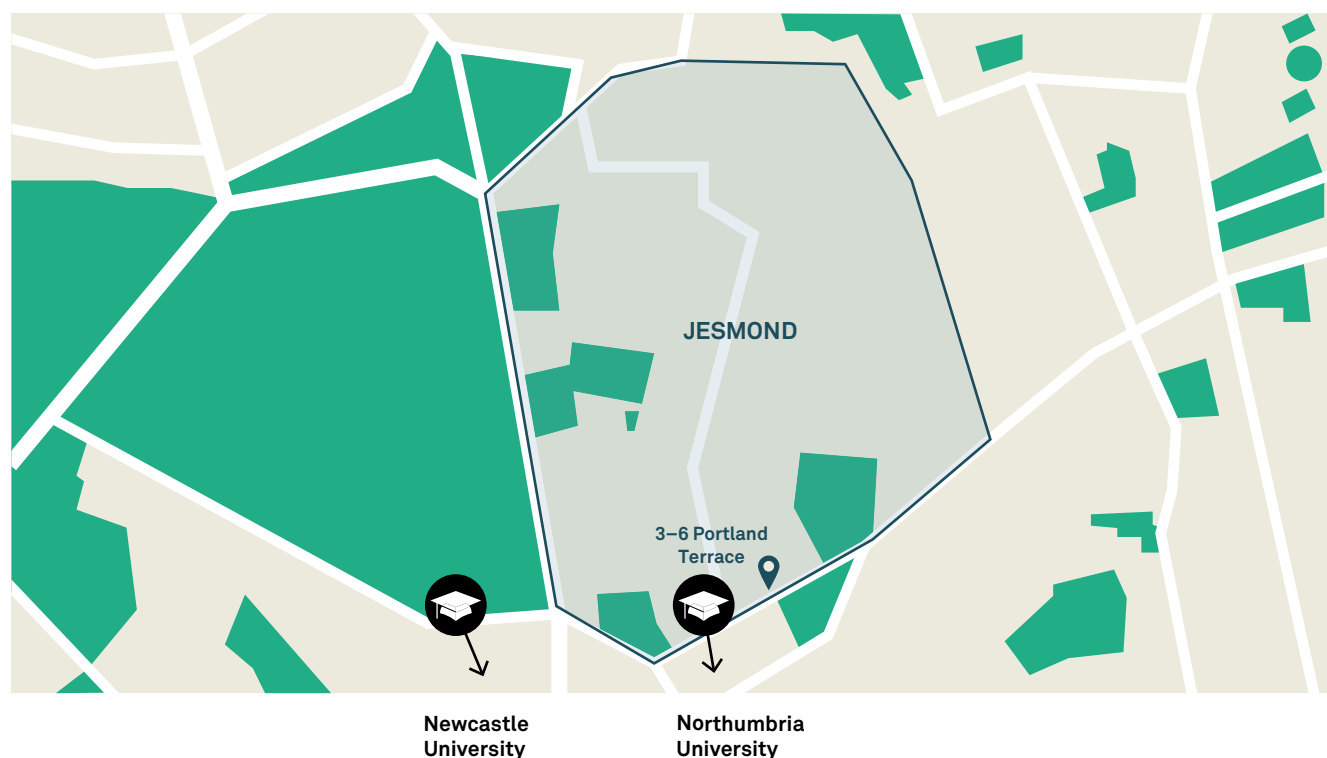 JESMOND
3–6 Portland
Terrace
Newcastle
University
Northumbria
University